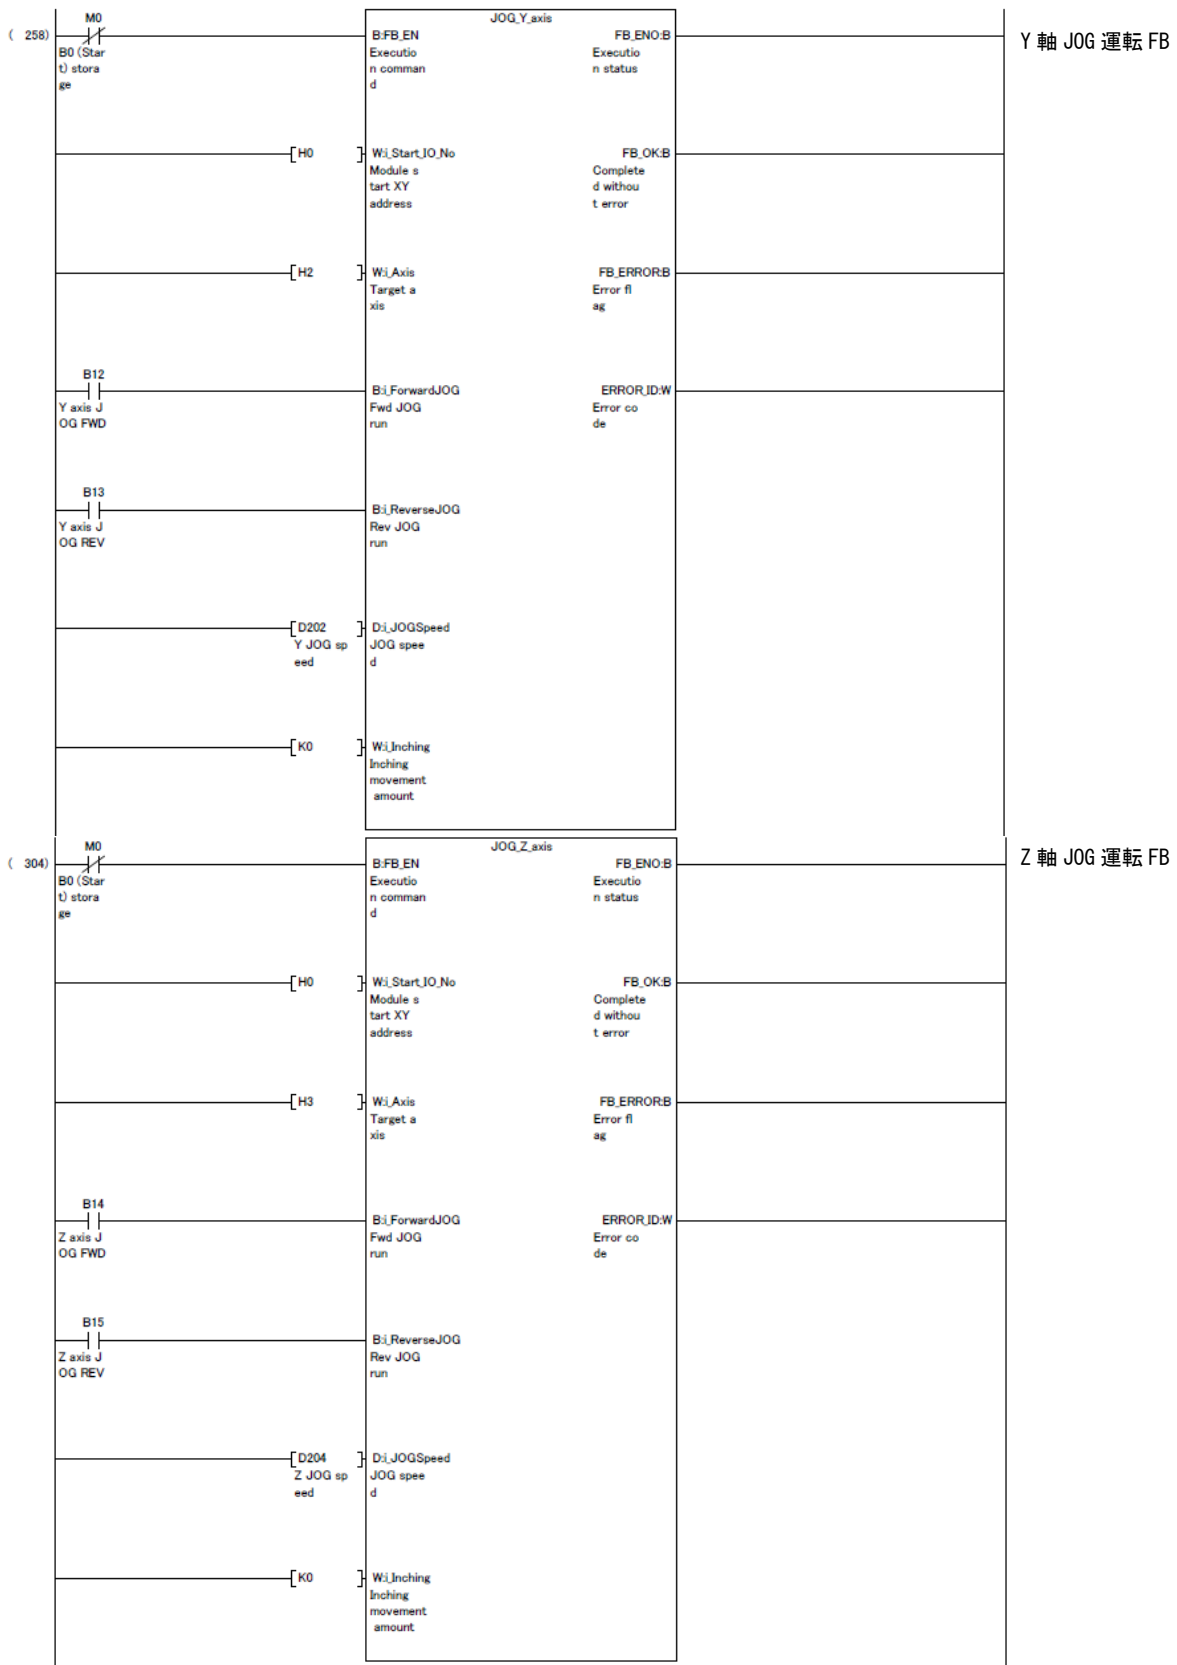 M0
JOG_Y_axis
( 258)
B:FB_EN
FB_ENO:B
Y 軸 JOG 運転 FB
B0 (Star
t) stora
ge
Executio
n comman
d
Executio
n status
H0
W:i_Start_IO_No
Module s
tart XY
address
FB_OK:B
Complete
d withou
t error
H2
W:i_Axis
Target a
xis
FB_ERROR:B
Error fl
ag
B12
Y axis J
OG FWD
B:i_ForwardJOG
Fwd JOG
run
ERROR_ID:W
Error co
de
B13
Y axis J
OG REV
B:i_ReverseJOG
Rev JOG
run
D202
Y JOG sp
eed
D:i_JOGSpeed
JOG spee
d
K0
W:i_Inching
Inching
movement
amount
M0
JOG_Z_axis
( 304)
B:FB_EN
FB_ENO:B
Z 軸 JOG 運転 FB
B0 (Star
t) stora
ge
Executio
n comman
d
Executio
n status
H0
W:i_Start_IO_No
Module s
tart XY
address
FB_OK:B
Complete
d withou
t error
H3
W:i_Axis
Target a
xis
FB_ERROR:B
Error fl
ag
B14
Z axis J
OG FWD
B:i_ForwardJOG
Fwd JOG
run
ERROR_ID:W
Error co
de
B15
Z axis J
OG REV
B:i_ReverseJOG
Rev JOG
run
D204
Z JOG sp
eed
D:i_JOGSpeed
JOG spee
d
K0
W:i_Inching
Inching
movement
amount